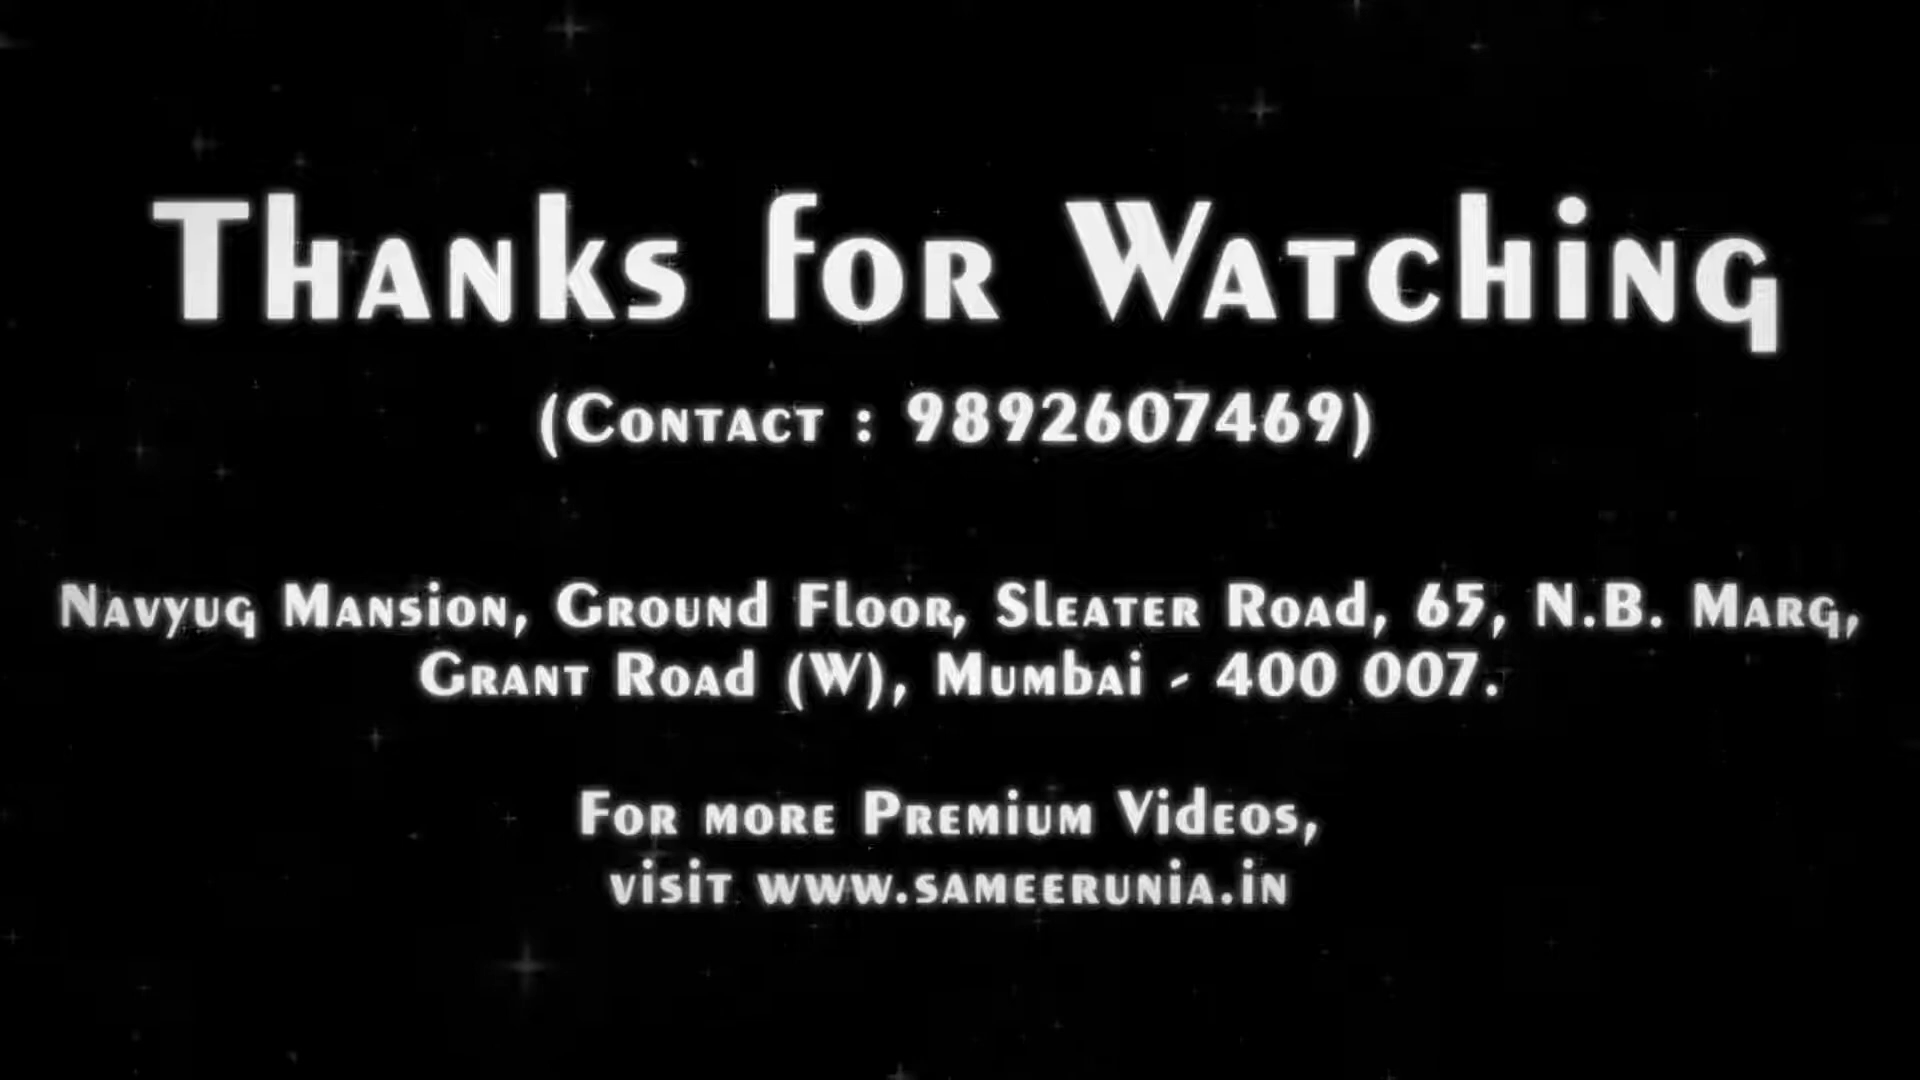 Thanks for Watching
(Contact : 9892607469)
Navyug Mansion, Ground Floor, Sleater Road, 65, N.B. Marg,
Grant Road (W), Mumbai - 400 007.
For more Premium Videos,
visit www.sameerunia.in